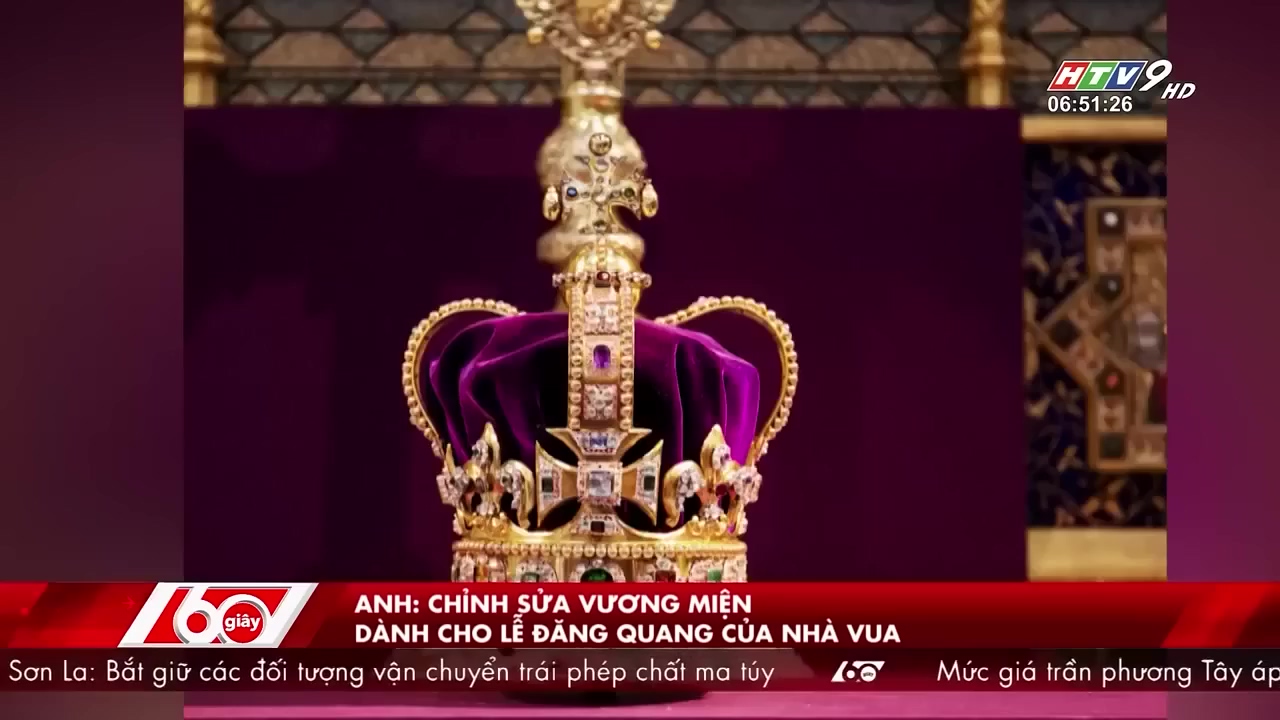 HTV9 HD
06:51:26
60 giây
ANH: CHỈNH SỬA VƯƠNG MIỆN
DÀNH CHO LỄ ĐĂNG QUANG CỦA NHÀ VUA
Sơn La: Bắt giữ các đối tượng vận chuyển trái phép chất ma túy 60 giây Mức giá trần phương Tây áp